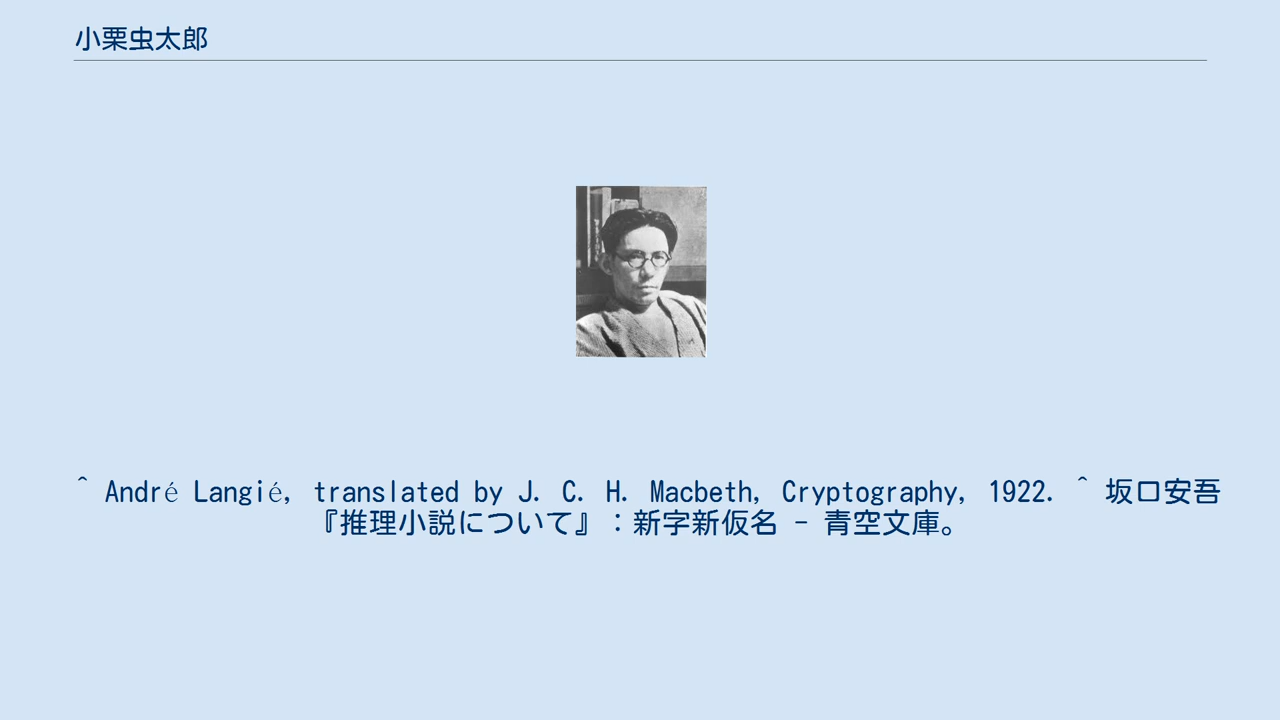 小栗虫太郎
^ André Langié, translated by J. C. H. Macbeth, Cryptography, 1922. ^ 坂口安吾
『推理小説について』：新字新仮名 - 青空文庫。